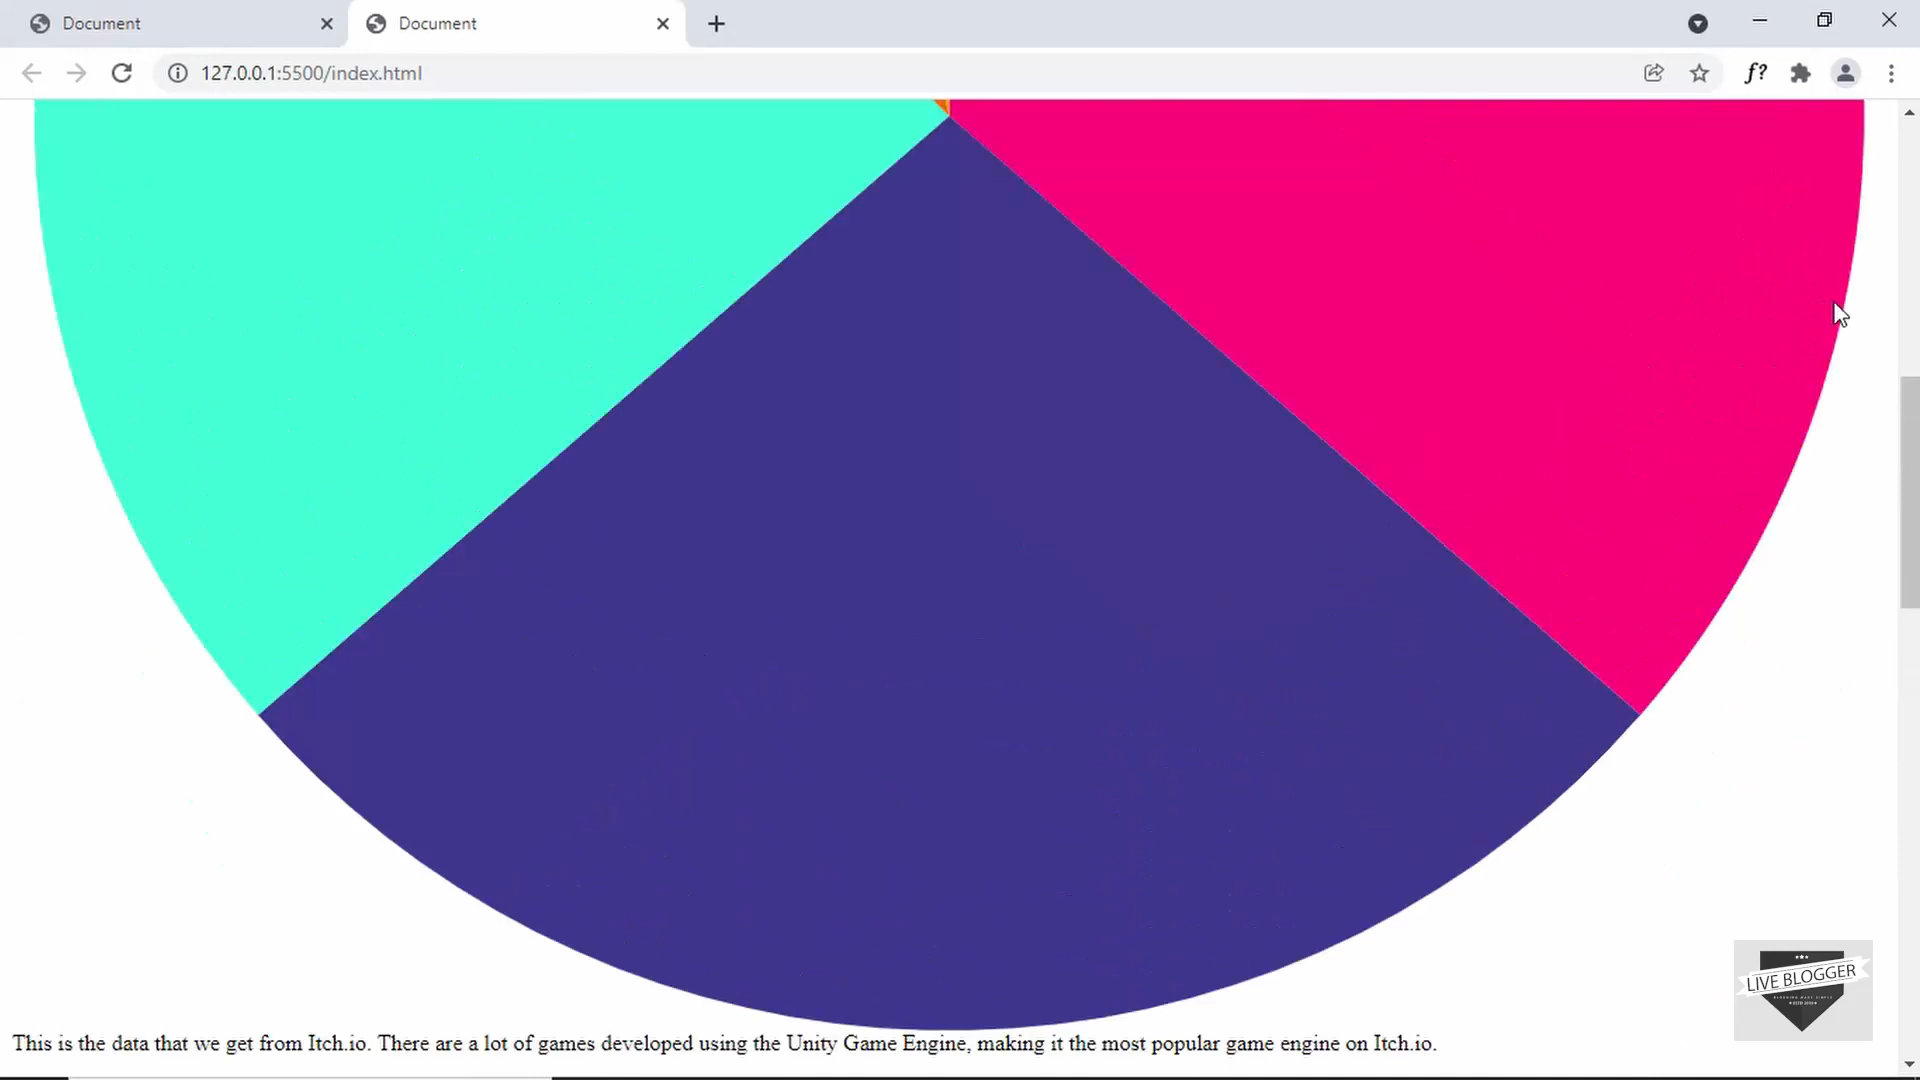 Document
Document
127.0.0.1:5500/index.html
f?
LIVE BLOGGER
This is the data that we get from Itch.io. There are a lot of games developed using the Unity Game Engine, making it the most popular game engine on Itch.io.